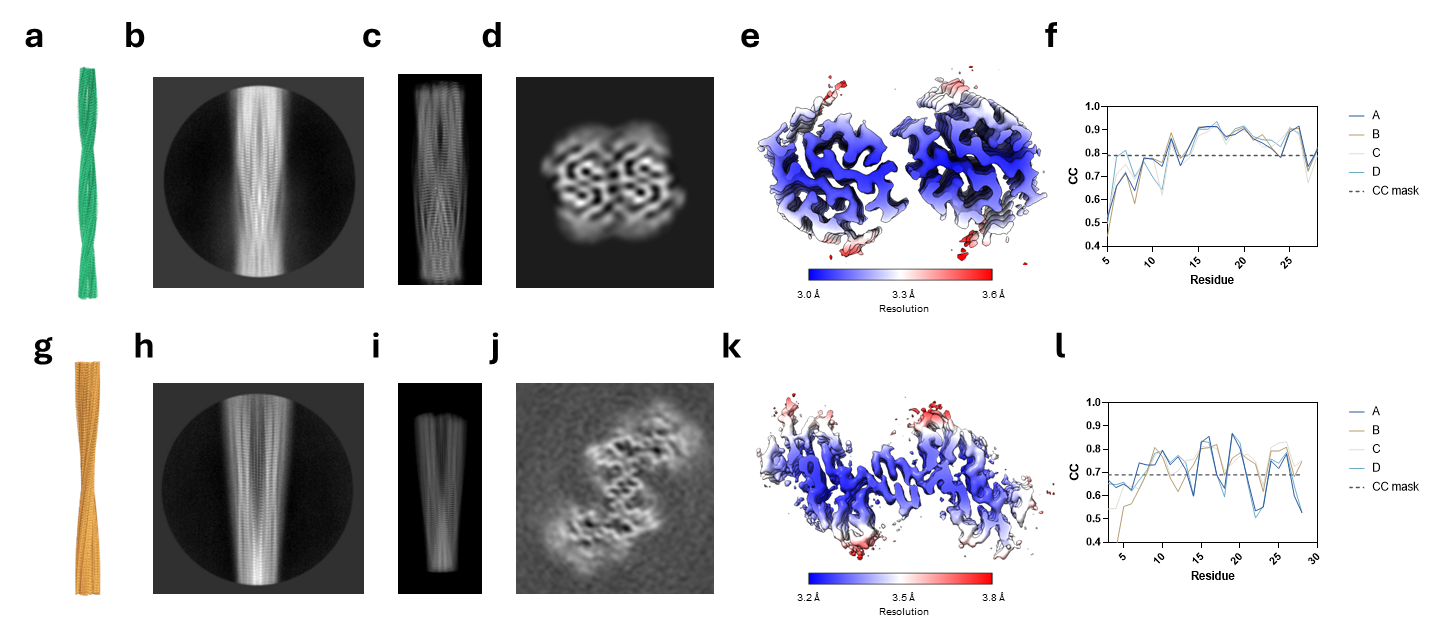 a b c d e f
1.0
0.9
0.8
0.7
0.6
0.5
0.4
CC
5 10 15 20 25
Residue
A
B
C
D
CC mask
3.0 Å 3.3 Å 3.6 Å
Resolution
g h i j k l
1.0
0.9
0.8
0.7
0.6
0.5
0.4
CC
5 10 15 20 25 30
Residue
A
B
C
D
CC mask
3.2 Å 3.5 Å 3.8 Å
Resolution